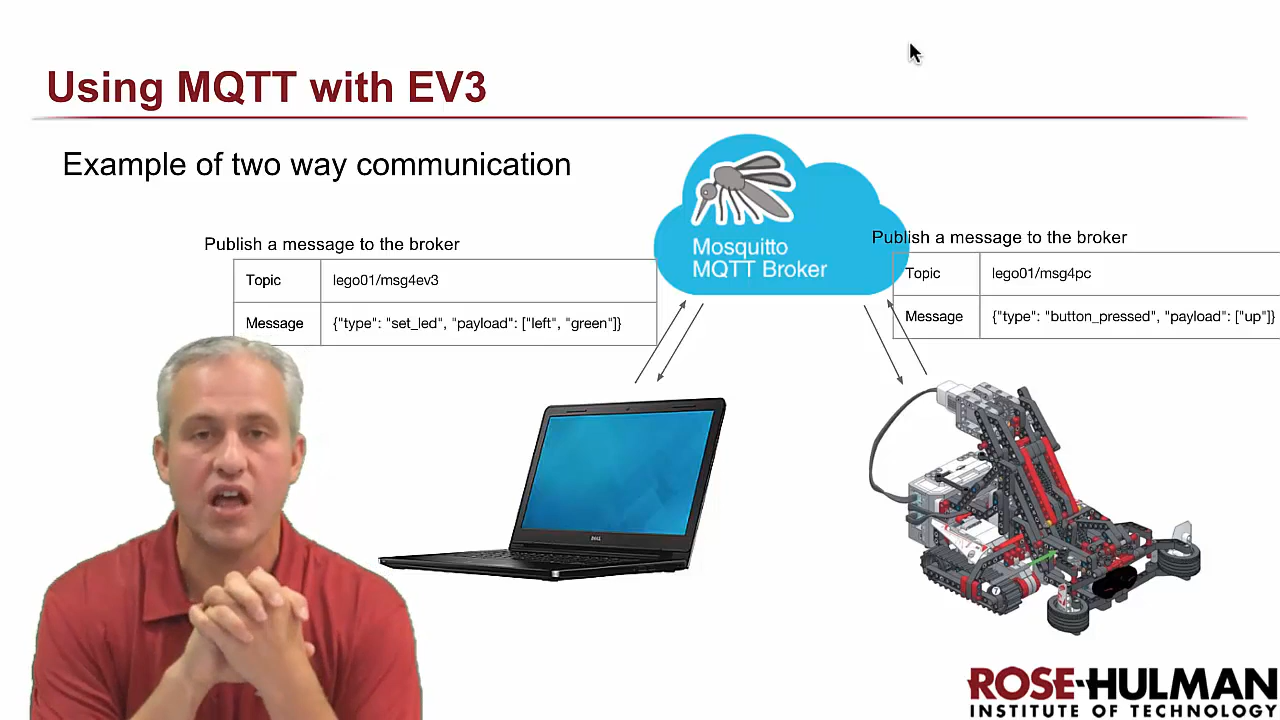 Using MQTT with EV3
Example of two way communication
Publish a message to the broker
Topic lego01/msg4ev3
Message {"type": "set_led", "payload": ["left", "green"]}
Mosquitto
MQTT Broker
Publish a message to the broker
Topic lego01/msg4pc
Message {"type": "button_pressed", "payload": ["up"]}
DELL
ROSE-HULMAN
INSTITUTE OF TECHNOLOGY